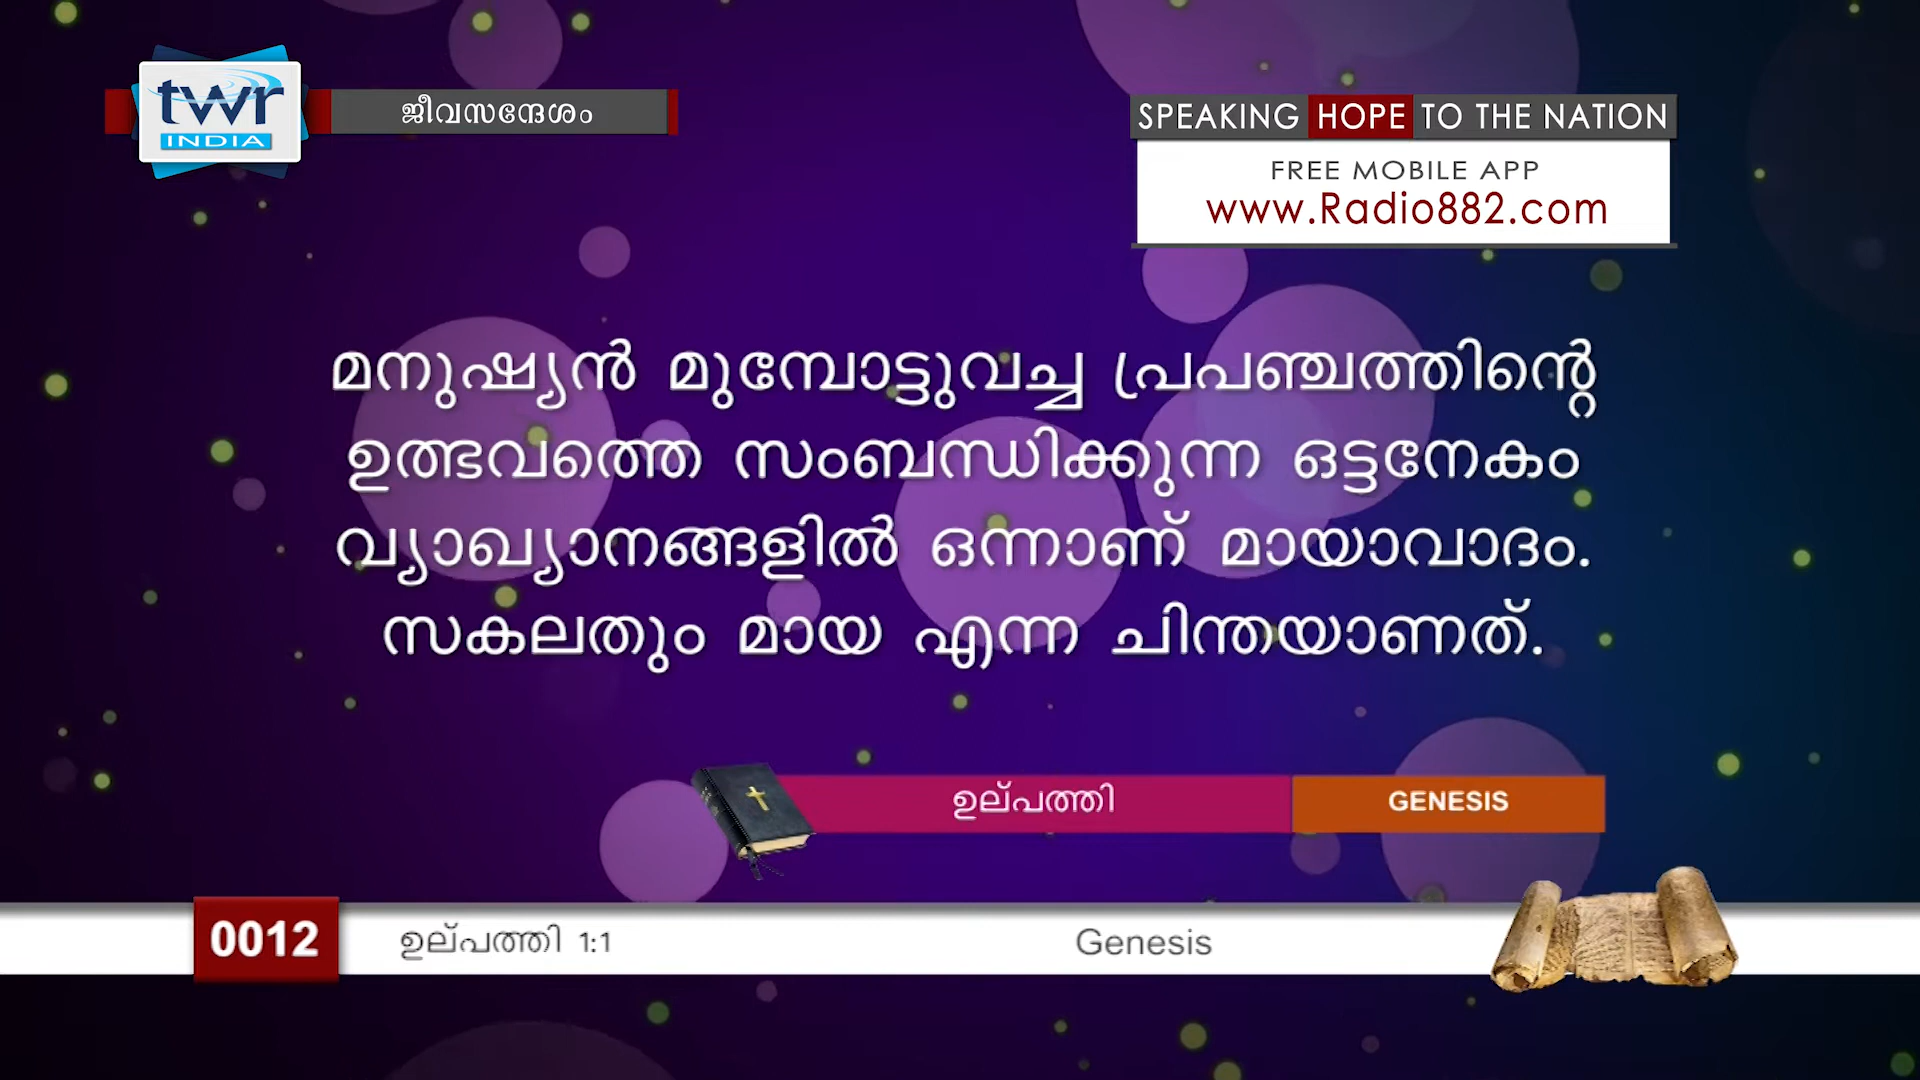 twr
INDIA
ജീവസന്ദേശം
SPEAKING HOPE TO THE NATION
FREE MOBILE APP
www.Radio882.com
മനുഷ്യൻ മുമ്പോട്ടുവച്ച പ്രപഞ്ചത്തിന്റെ
ഉത്ഭവത്തെ സംബന്ധിക്കുന്ന ഒട്ടനേകം
വ്യാഖ്യാനങ്ങളിൽ ഒന്നാണ് മായാവാദം.
സകലതും മായ എന്ന ചിന്തയാണത്.
ഉല്പത്തി GENESIS
0012 ഉല്പത്തി 1:1 Genesis